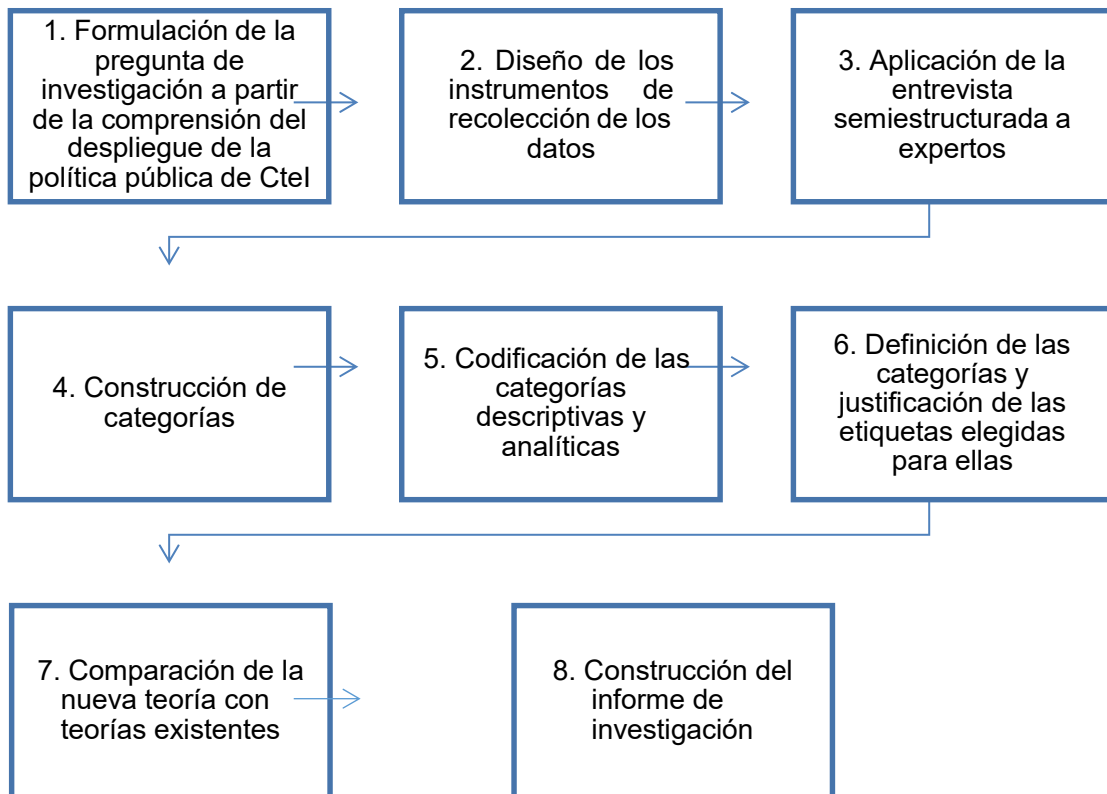 1. Formulación de la
pregunta de
investigación a partir
de la comprensión del
despliegue de la
política pública de CteI
2. Diseño de los
instrumentos de
recolección de los
datos
3. Aplicación de la
entrevista
semiestructurada a
expertos
4. Construcción de
categorías
5. Codificación de las
categorías
descriptivas y
analíticas
6. Definición de las
categorías y
justificación de las
etiquetas elegidas
para ellas
7. Comparación de la
nueva teoría con
teorías existentes
8. Construcción del
informe de
investigación